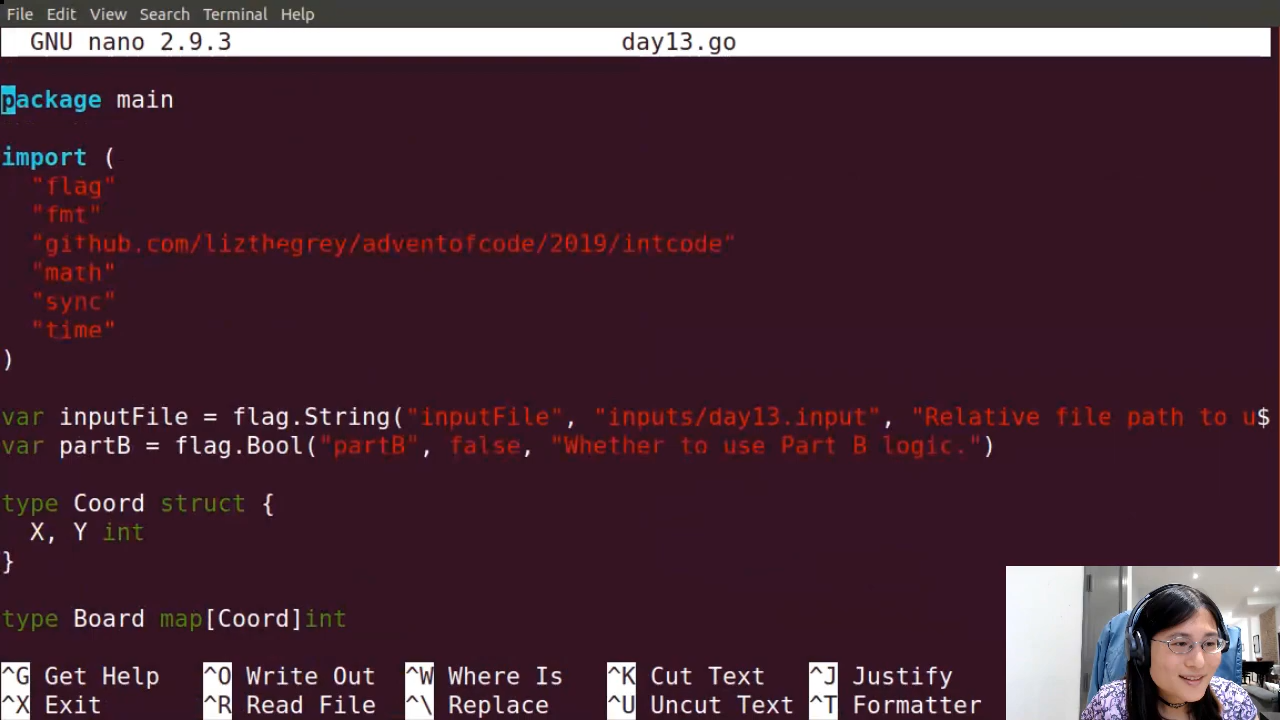 File Edit View Search Terminal Help
GNU nano 2.9.3 day13.go
package main
import (
"flag"
"fmt"
"github.com/lizthegrey/adventofcode/2019/intcode"
"math"
"sync"
"time"
)
var inputFile = flag.String("inputFile", "inputs/day13.input", "Relative file path to u$
var partB = flag.Bool("partB", false, "Whether to use Part B logic.")
type Coord struct {
X, Y int
}
type Board map[Coord]int
^G Get Help ^O Write Out ^W Where Is ^K Cut Text ^J Justify
^X Exit ^R Read File ^\ Replace ^U Uncut Text ^T Formatter